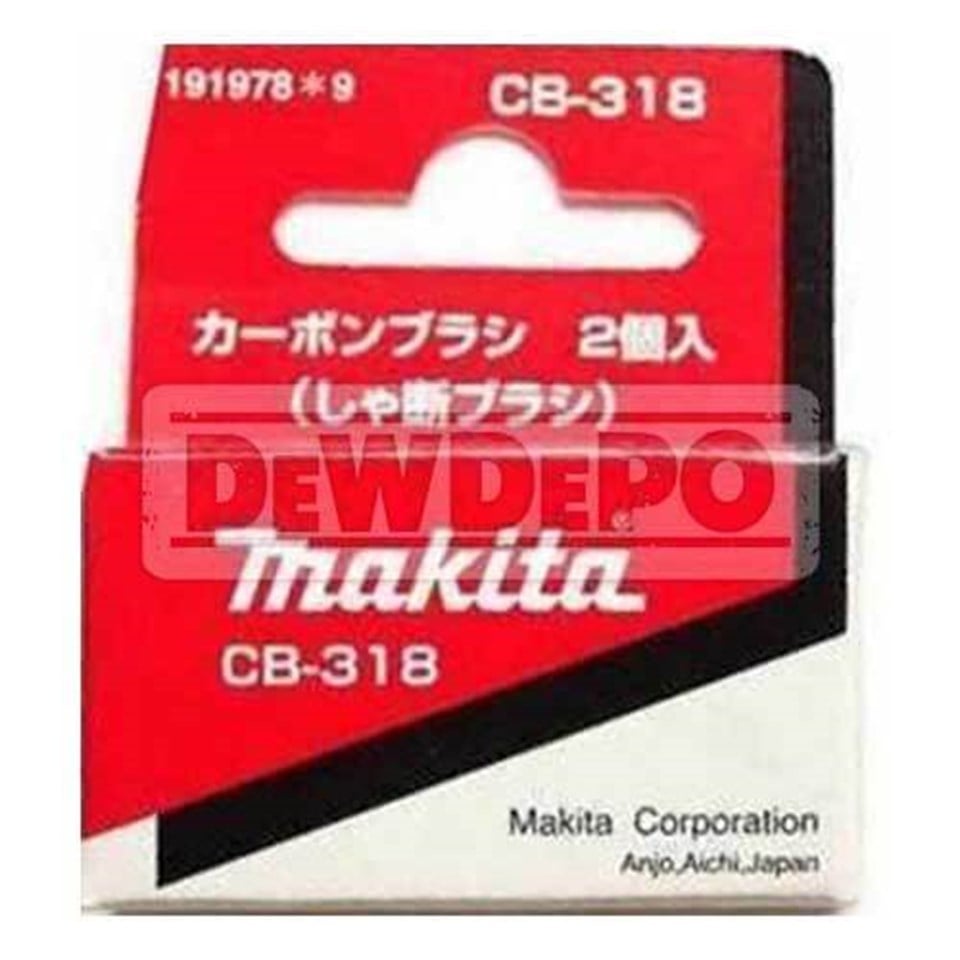 191978*9 CB-318
カーボンブラシ 2個入
(しゃ断ブラシ)
DEWDEPO
makita®
CB-318
Makita Corporation
Anjo,Aichi,Japan